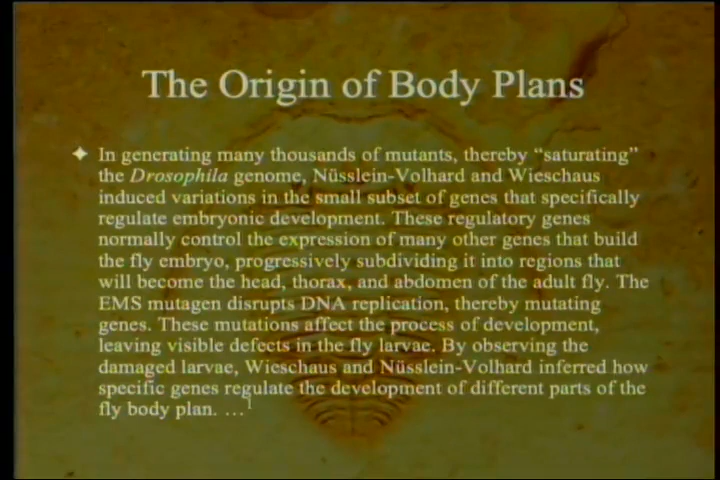 The Origin of Body Plans
✦ In generating many thousands of mutants, thereby “saturating”
the Drosophila genome, Nüsslein-Volhard and Wieschaus
induced variations in the small subset of genes that specifically
regulate embryonic development. These regulatory genes
normally control the expression of many other genes that build
the fly embryo, progressively subdividing it into regions that
will become the head, thorax, and abdomen of the adult fly. The
EMS mutagen disrupts DNA replication, thereby mutating
genes. These mutations affect the process of development,
leaving visible defects in the fly larvae. By observing the
damaged larvae, Wieschaus and Nüsslein-Volhard inferred how
specific genes regulate the development of different parts of the
fly body plan. …